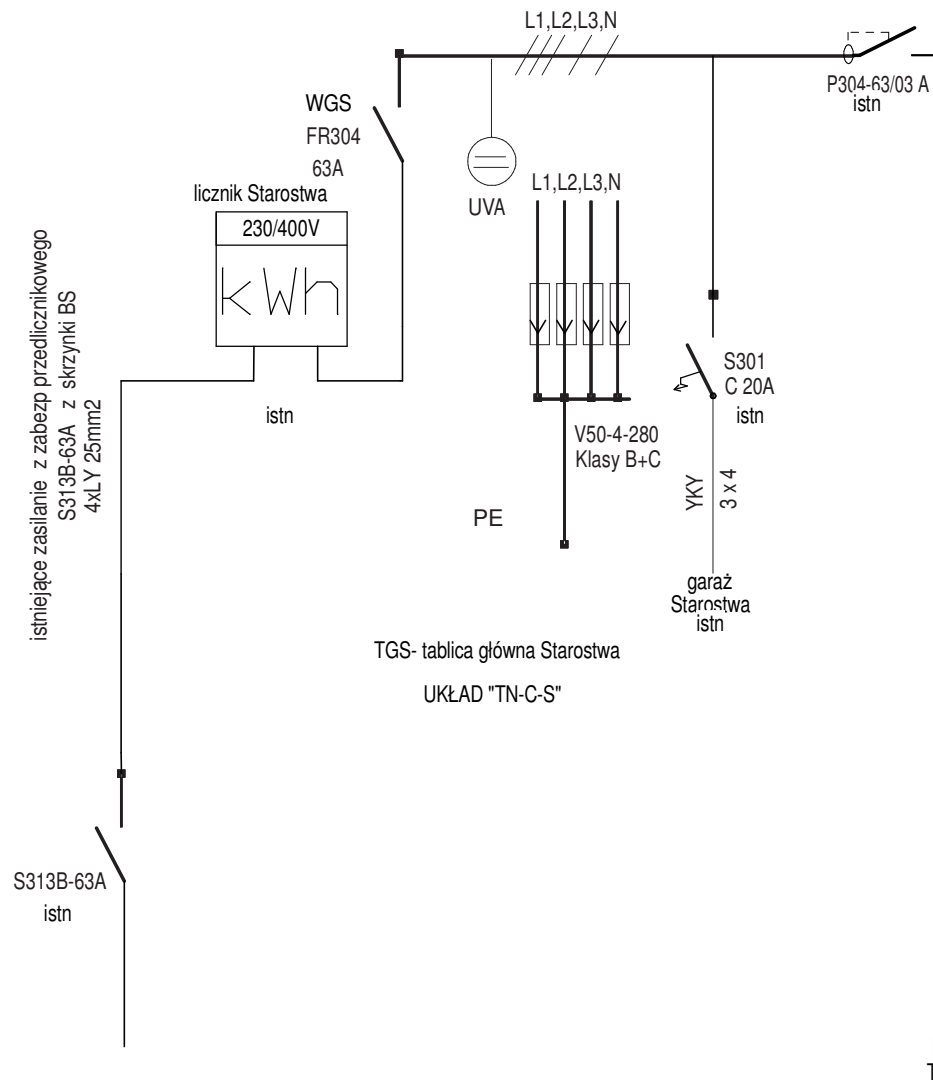 L1,L2,L3,N
P304-63/03 A
istn
WGS
FR304
63A
UVA
licznik Starostwa
230/400V
kWh
istn
istniejące zasilanie z zabezp przedlicznikowego
S313B-63A z skrzynki BS
4xLY 25mm2
L1,L2,L3,N
V50-4-280
Klasy B+C
PE
S301
C 20A
istn
YKY
3 x 4
garaż
Starostwa
istn
TGS- tablica główna Starostwa
UKŁAD "TN-C-S"
S313B-63A
istn